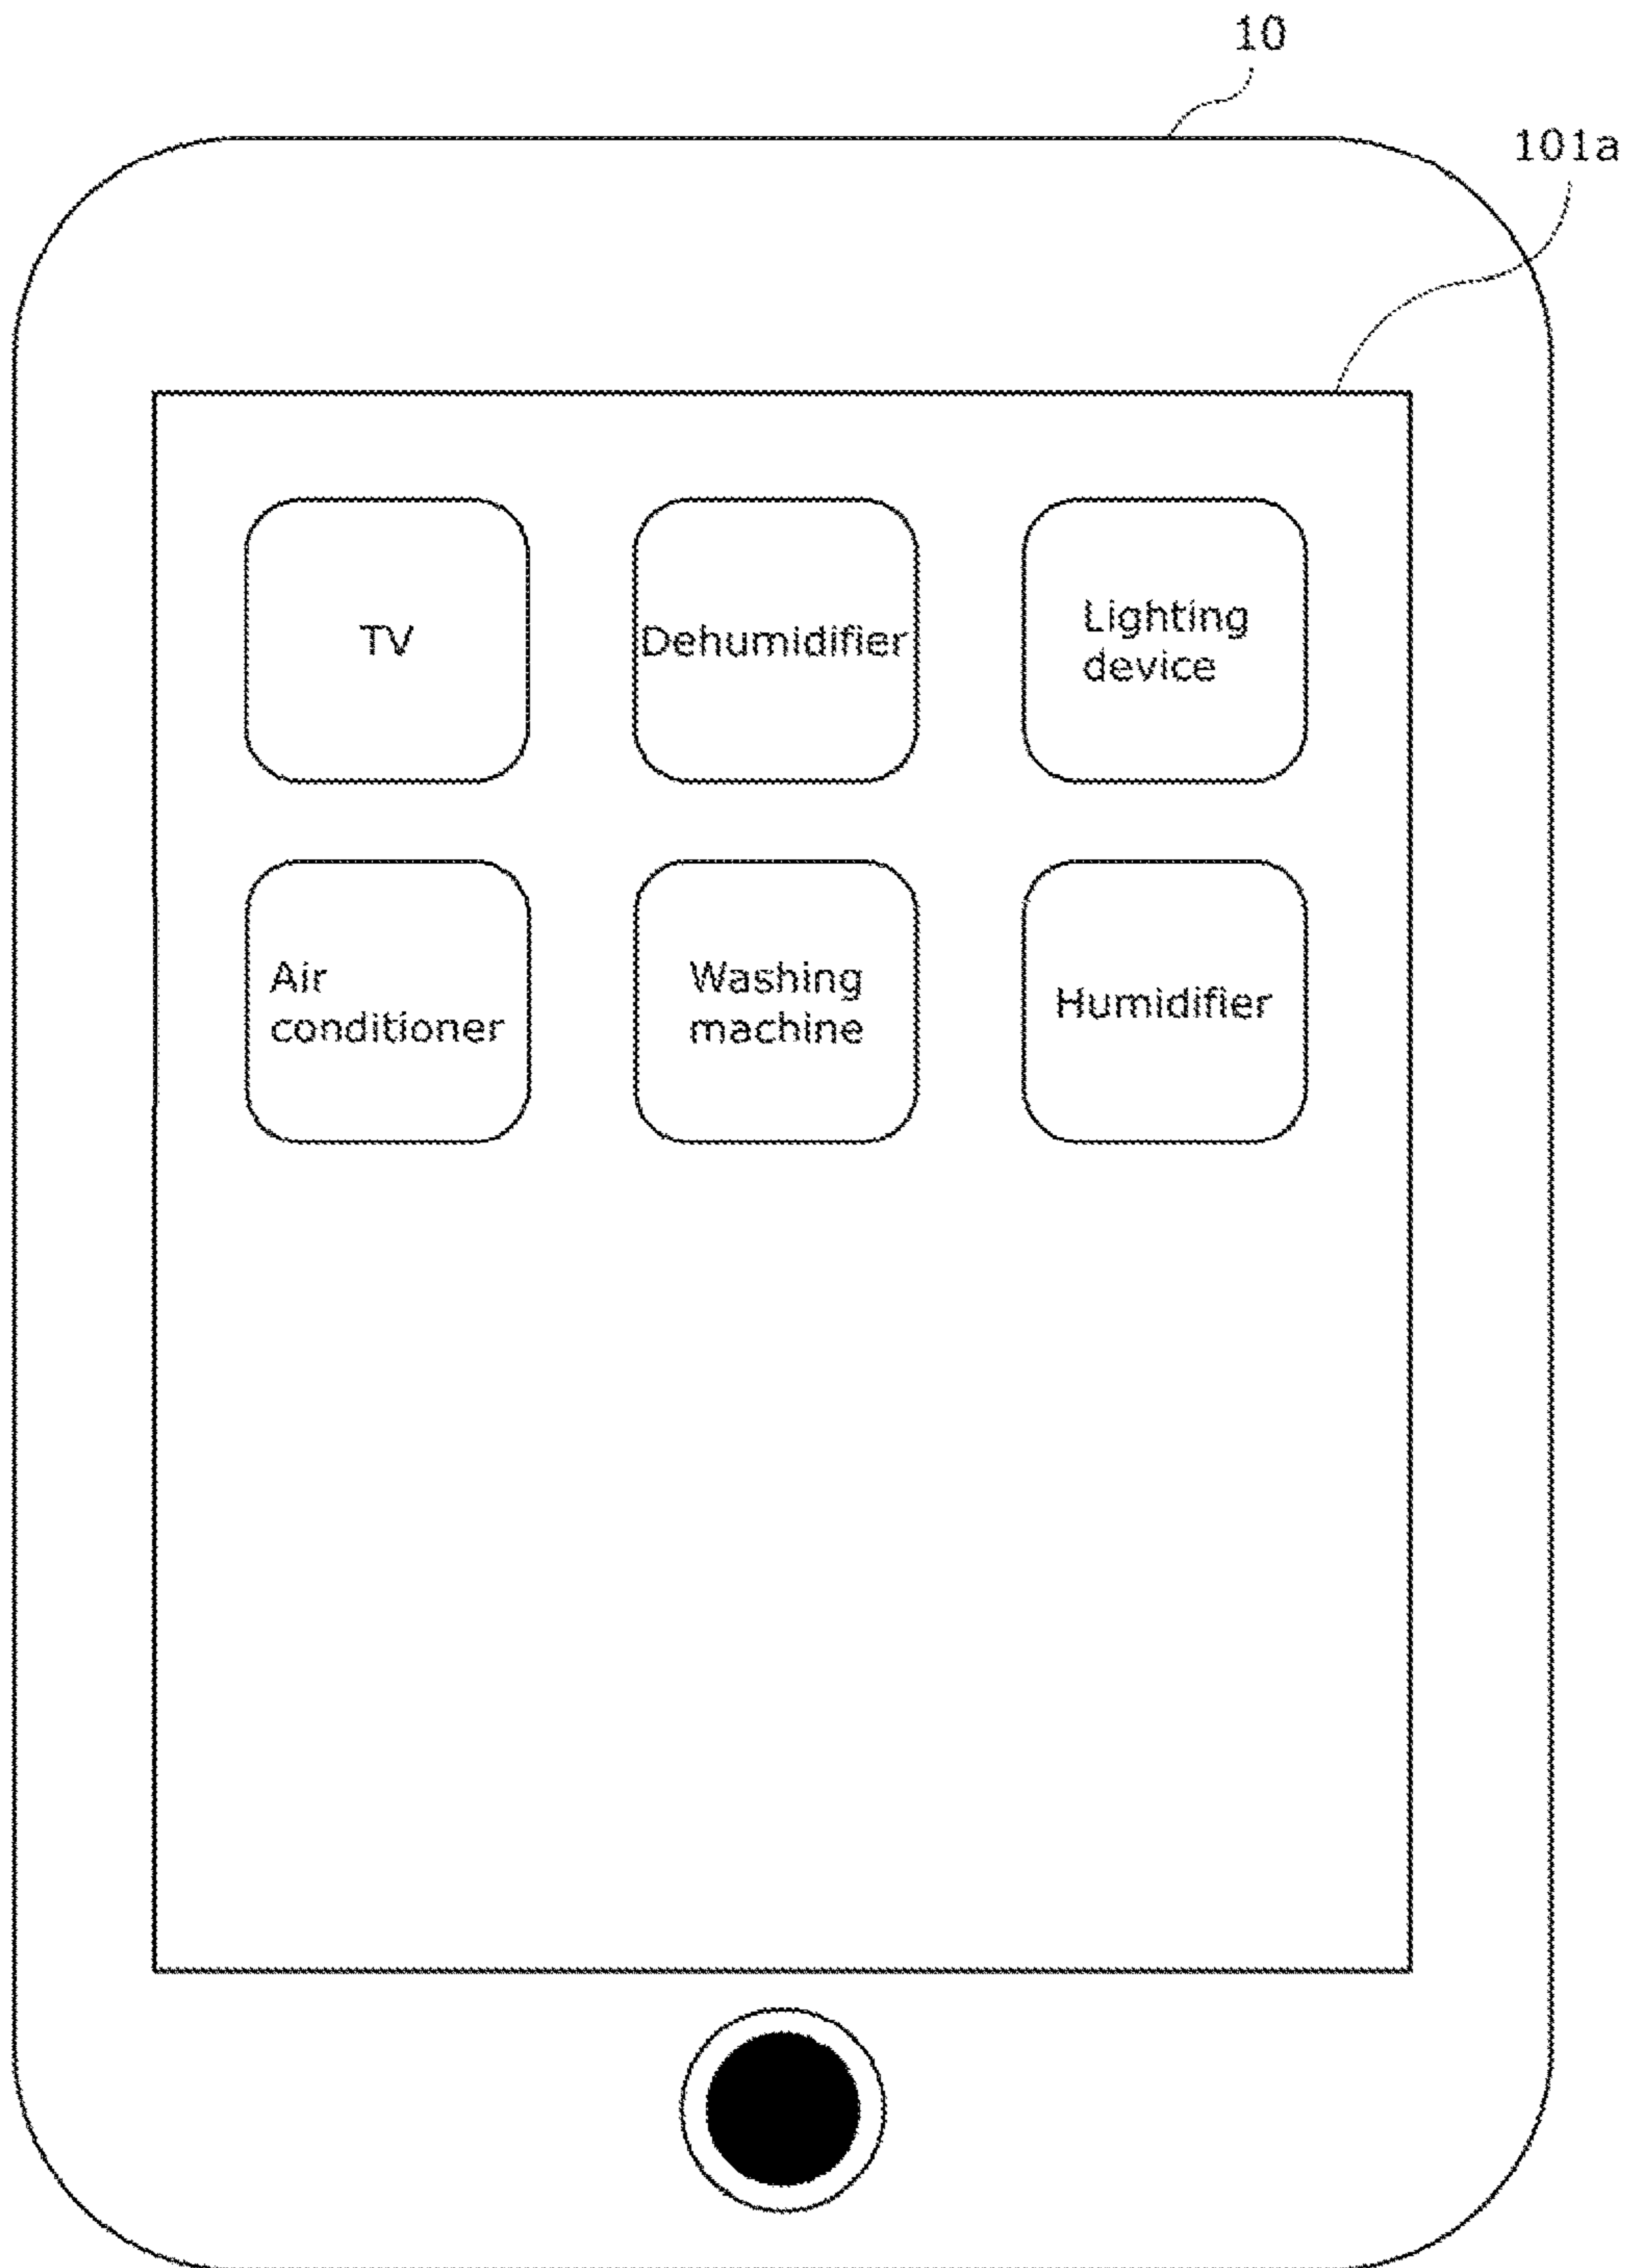 10
101a
TV
Dehumidifier
Lighting
device
Air
conditioner
Washing
machine
Humidifier